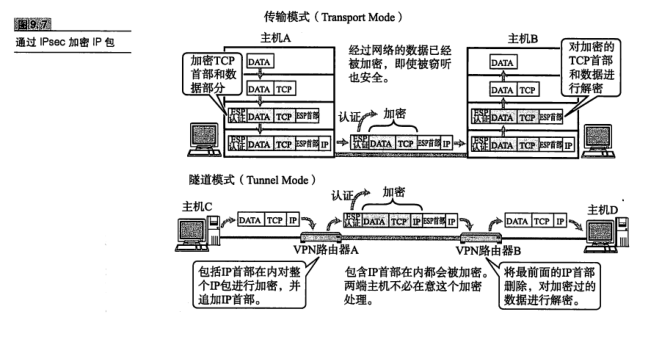 图9.7
通过 IPsec 加密 IP 包
传输模式（Transport Mode）
主机A
主机B
加密TCP
首部和数
据部分
DATA
DATA TCP
ESP认证 DATA TCP ESP首部
ESP认证 DATA TCP ESP首部 IP
经过网络的数据已经
被加密，即使被窃听
也安全。
认证 加密
ESP认证 DATA TCP ESP首部 IP
DATA
DATA TCP
ESP认证 DATA TCP ESP首部
ESP认证 DATA TCP ESP首部 IP
对加密的
TCP首部
和数据进
行解密
隧道模式（Tunnel Mode）
认证 加密
主机C
主机D
DATA TCP IP
ESP认证 DATA TCP IP ESP首部 IP
DATA TCP IP
VPN路由器A
VPN路由器B
包括IP首部在内对整
个IP包进行加密，并
追加IP首部。
包含IP首部在内都会被加密。
两端主机不必在意这个加密
处理。
将最前面的IP首部
删除，对加密过的
数据进行解密。